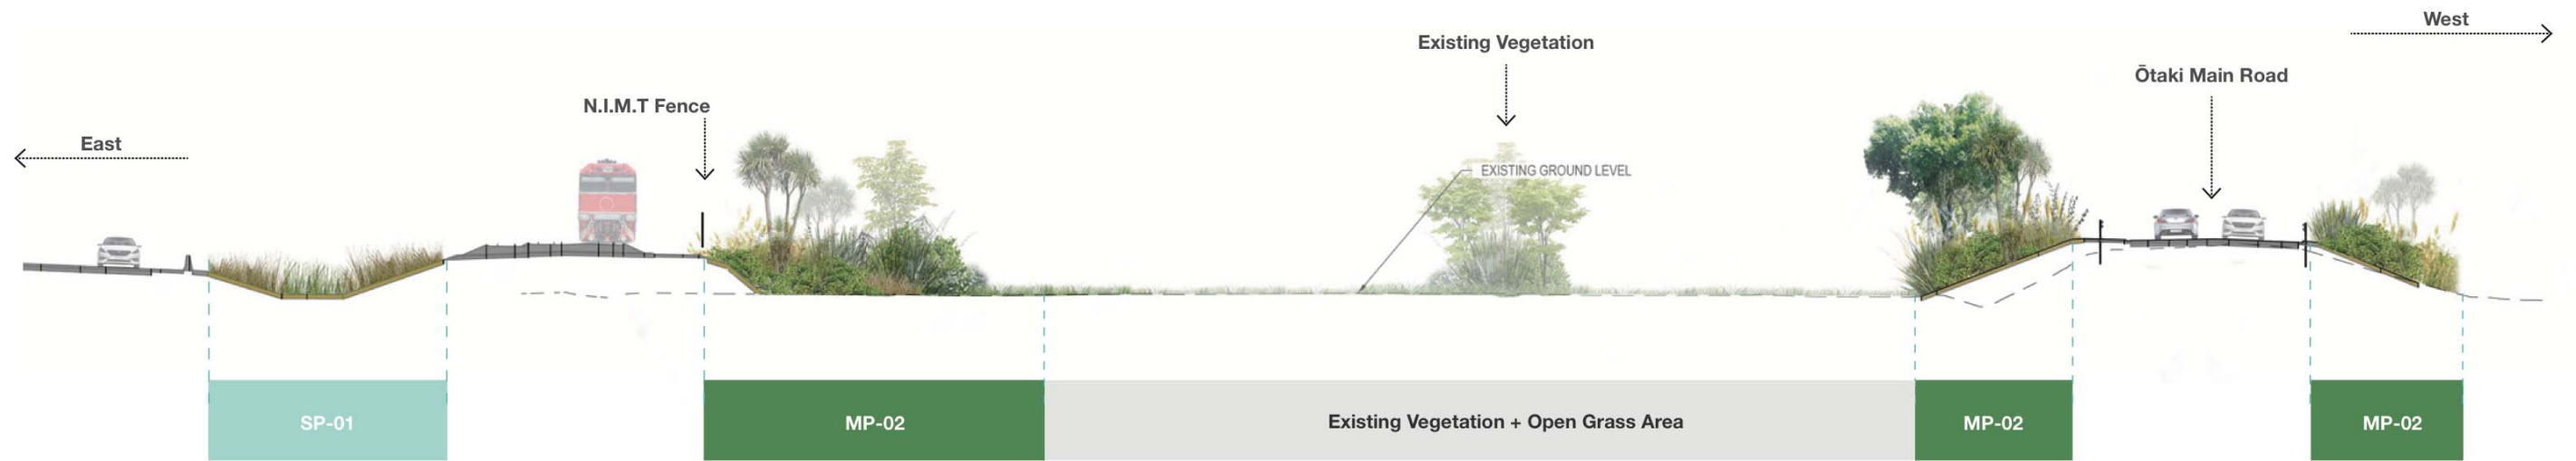 West
Existing Vegetation
Ōtaki Main Road
N.I.M.T Fence
East
EXISTING GROUND LEVEL
SP-01
MP-02
Existing Vegetation + Open Grass Area
MP-02
MP-02